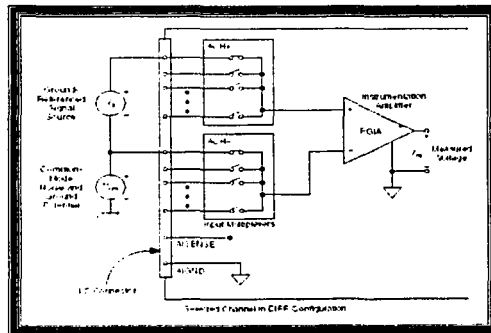 ACH+
Ground-
Referenced
Signal
Source
Instrumentation
Amplifier
PGIA
+
-
Measured
Voltage
ACH-
Common-
Mode
Noise and
Ground
Potential
Input Multiplexers
AISENSE
AIGND
I/O Connector
Selected Channel in DIFF Configuration